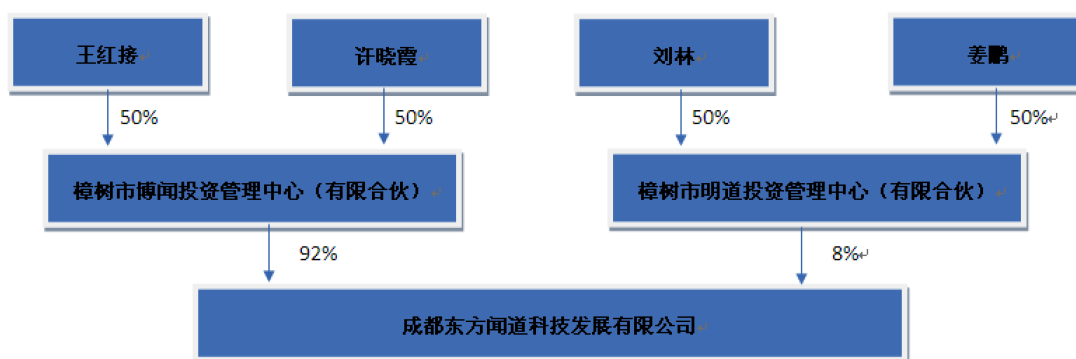 王红接
许晓霞
刘林
姜鹏
50%
50%
50%
50%
樟树市博闻投资管理中心（有限合伙）
樟树市明道投资管理中心（有限合伙）
92%
8%
成都东方闻道科技发展有限公司